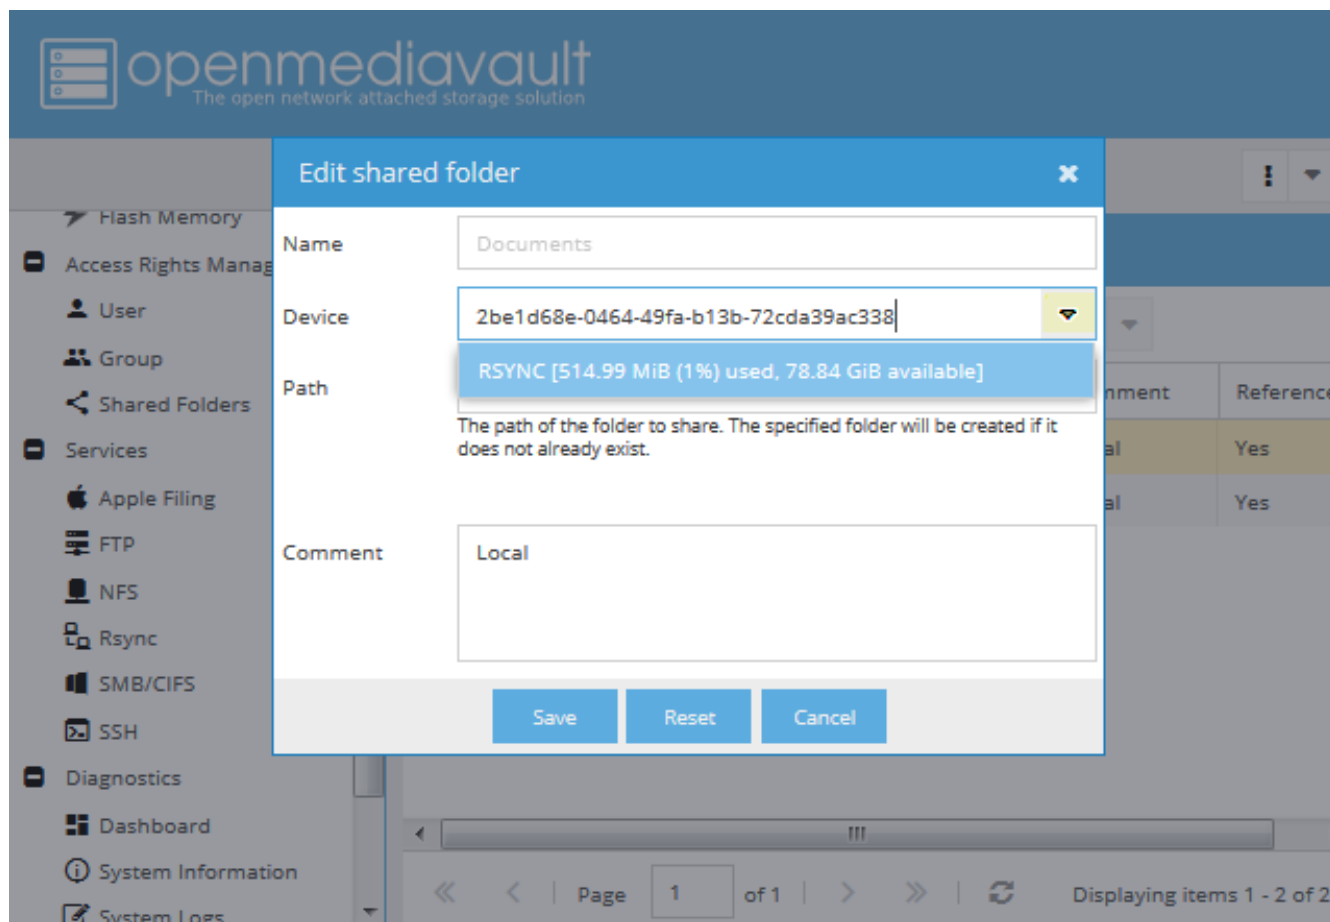 openmediavault
The open network attached storage solution
Edit shared folder
Flash Memory
Access Rights Manag
User
Group
Shared Folders
Services
Apple Filing
FTP
NFS
Rsync
SMB/CIFS
SSH
Diagnostics
Dashboard
System Information
System Logs
Name
Documents
Device
2be1d68e-0464-49fa-b13b-72cda39ac338
RSYNC [514.99 MiB (1%) used, 78.84 GiB available]
Path
The path of the folder to share. The specified folder will be created if it
does not already exist.
Comment
Local
Save Reset Cancel
mment Reference
al Yes
al Yes
Page 1 of 1 Displaying items 1 - 2 of 2